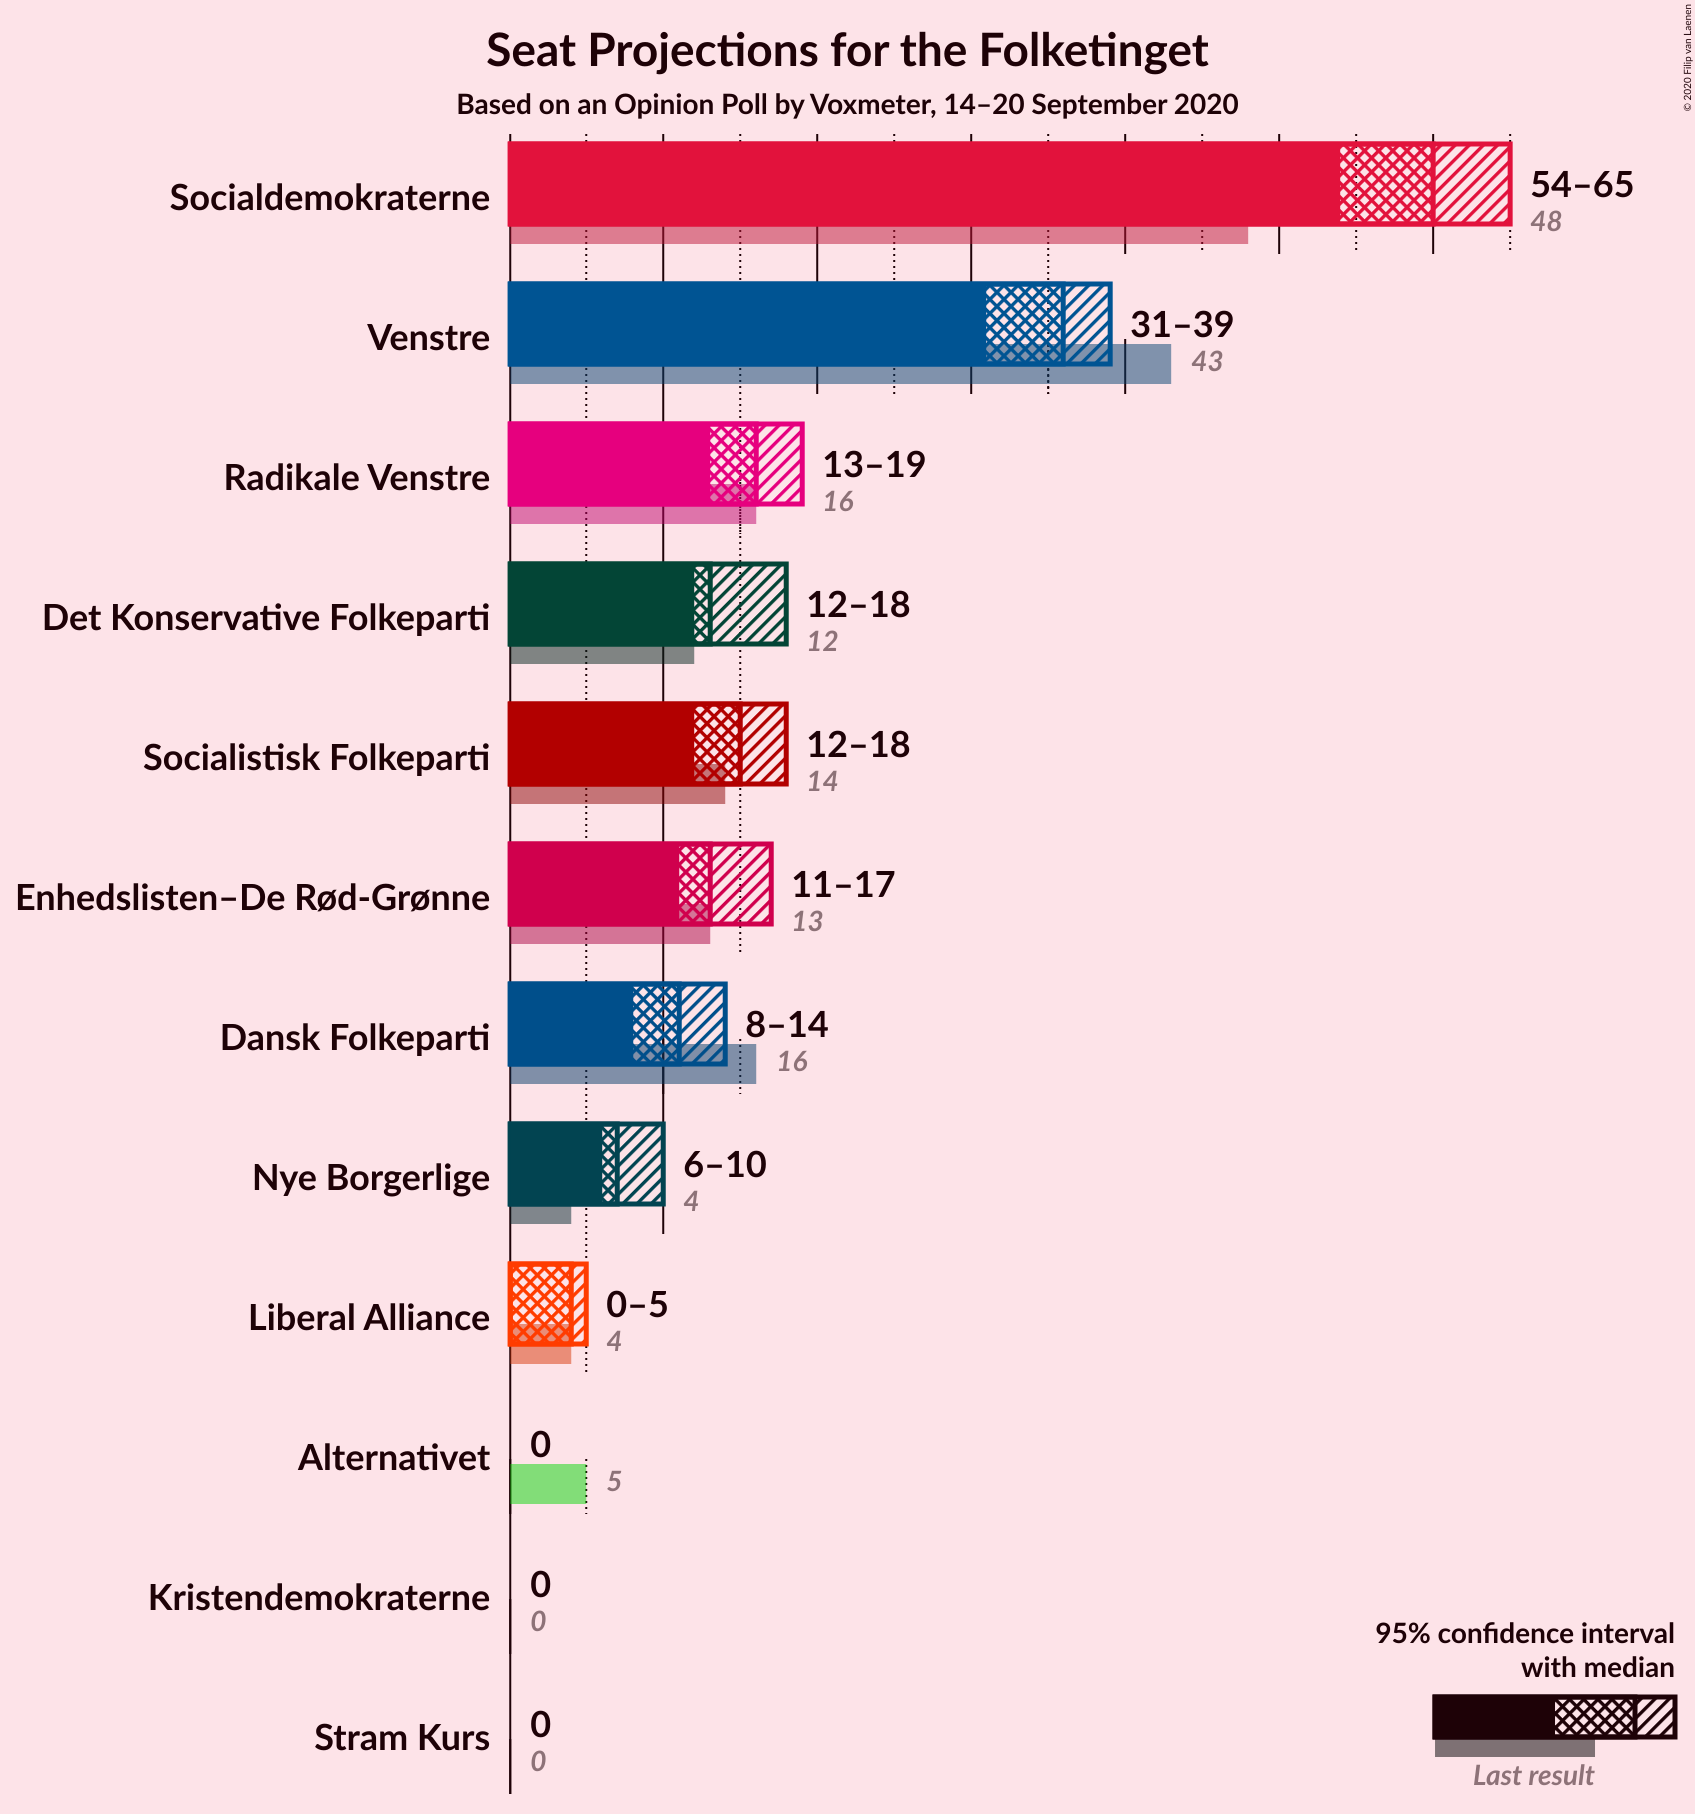 Seat Projections for the Folketinget
Based on an Opinion Poll by Voxmeter, 14–20 September 2020
© 2020 Filip van Laenen
Socialdemokraterne
54–65
48
Venstre
31–39
43
Radikale Venstre
13–19
16
Det Konservative Folkeparti
12–18
12
Socialistisk Folkeparti
12–18
14
Enhedslisten–De Rød-Grønne
11–17
13
Dansk Folkeparti
8–14
16
Nye Borgerlige
6–10
4
Liberal Alliance
0–5
4
Alternativet
0
5
Kristendemokraterne
0
0
Stram Kurs
0
0
95% confidence interval
with median
Last result